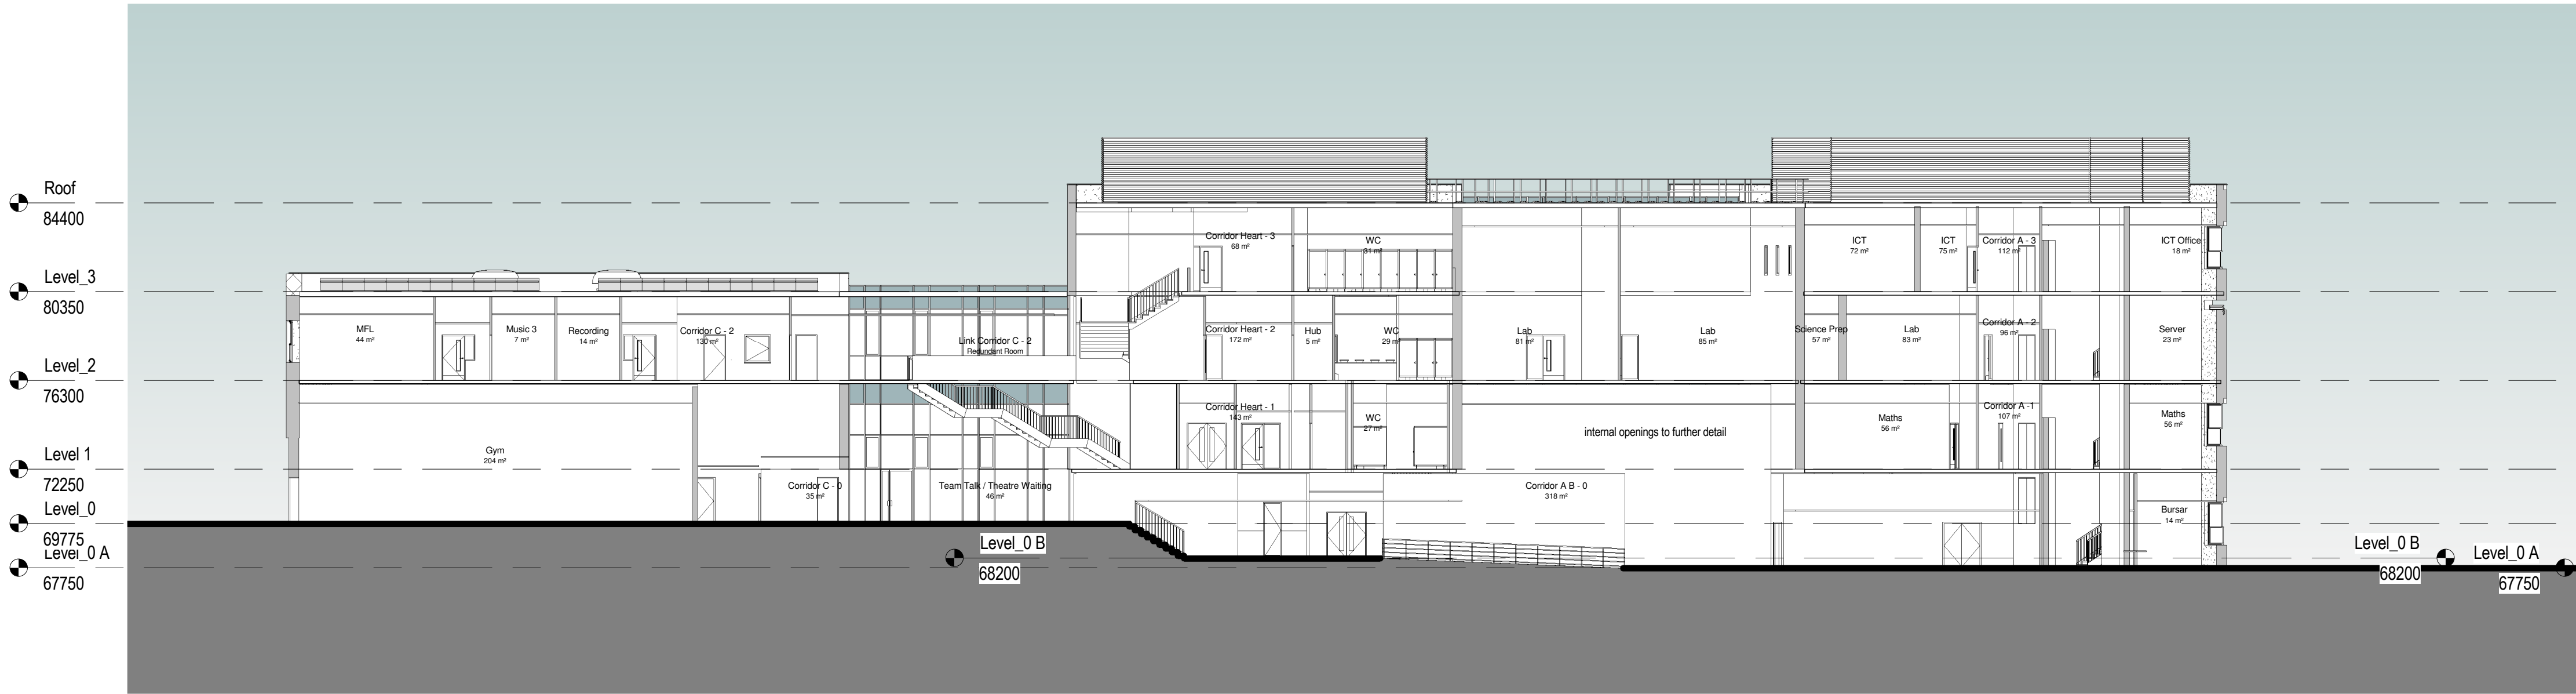 Roof
84400
Level_3
80350
Level_2
76300
Level 1
72250
Level_0
69775
Level_0 A
67750
Corridor Heart - 3
68 m²
WC
31 m²
ICT
72 m²
ICT
75 m²
Corridor A - 3
112 m²
ICT Office
18 m²
MFL
44 m²
Music 3
7 m²
Recording
14 m²
Corridor C - 2
130 m²
Link Corridor C - 2
Redundant Room
Corridor Heart - 2
172 m²
Hub
5 m²
WC
29 m²
Lab
81 m²
Lab
85 m²
Science Prep
57 m²
Lab
83 m²
Corridor A - 2
96 m²
Server
23 m²
Gym
204 m²
Corridor Heart - 1
143 m²
WC
27 m²
internal openings to further detail
Maths
56 m²
Corridor A -1
107 m²
Maths
56 m²
Corridor C - 0
35 m²
Team Talk / Theatre Waiting
46 m²
Corridor A B - 0
318 m²
Bursar
14 m²
Level_0 B
68200
Level_0 B
68200
Level_0 A
67750